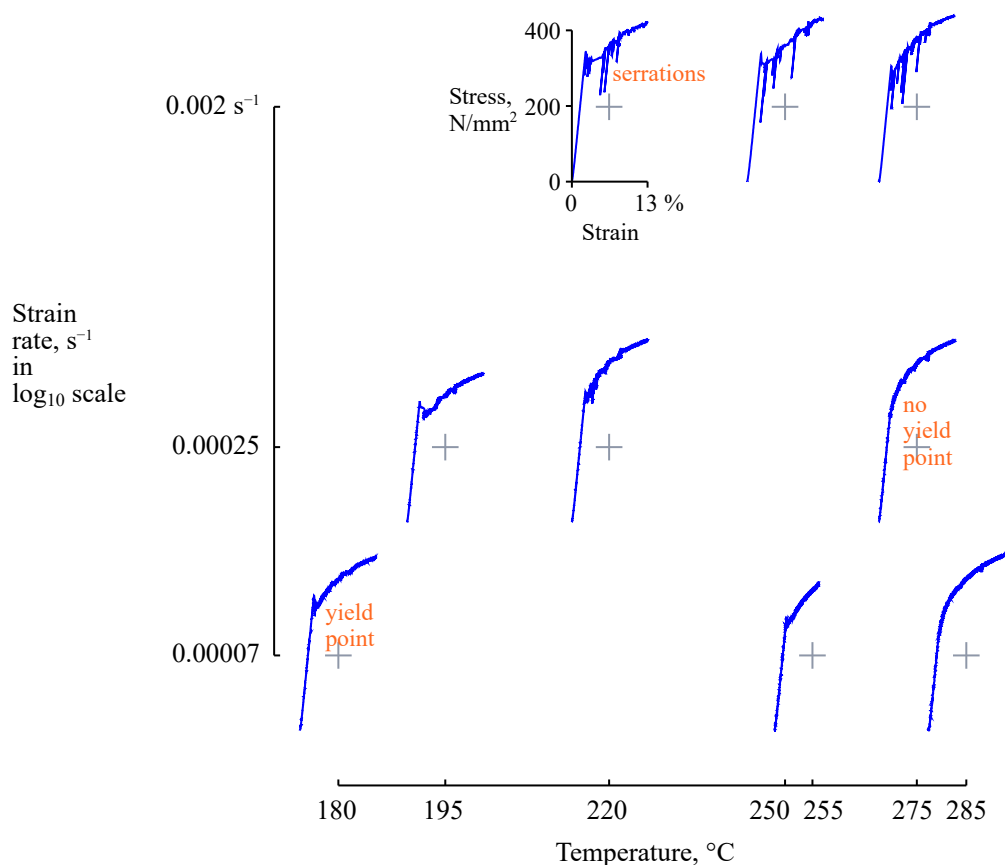 400
Stress,
N/mm²
200
serrations
0
0
13 %
Strain
0.002 s⁻¹
Strain
rate, s⁻¹
in
log₁₀ scale
0.00025
no
yield
point
yield
point
0.00007
180
195
220
250
255
275
285
Temperature, °C